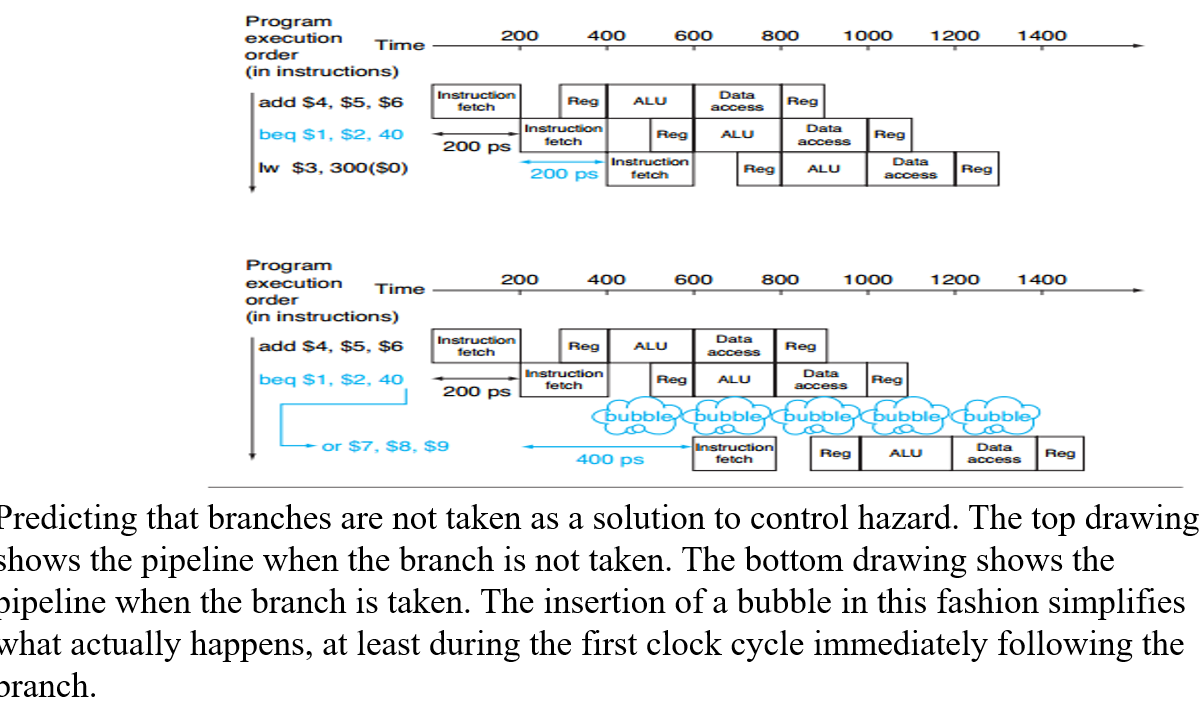 Program
execution
order
(in instructions)
Time
200 400 600 800 1000 1200 1400
add $4, $5, $6
Instruction fetch Reg ALU Data access Reg
beq $1, $2, 40
200 ps
Instruction fetch Reg ALU Data access Reg
lw $3, 300($0)
200 ps
Instruction fetch Reg ALU Data access Reg
Program
execution
order
(in instructions)
Time
200 400 600 800 1000 1200 1400
add $4, $5, $6
Instruction fetch Reg ALU Data access Reg
beq $1, $2, 40
200 ps
Instruction fetch Reg ALU Data access Reg
bubble bubble bubble bubble bubble
or $7, $8, $9
400 ps
Instruction fetch Reg ALU Data access Reg
Predicting that branches are not taken as a solution to control hazard. The top drawing
shows the pipeline when the branch is not taken. The bottom drawing shows the
pipeline when the branch is taken. The insertion of a bubble in this fashion simplifies
what actually happens, at least during the first clock cycle immediately following the
branch.